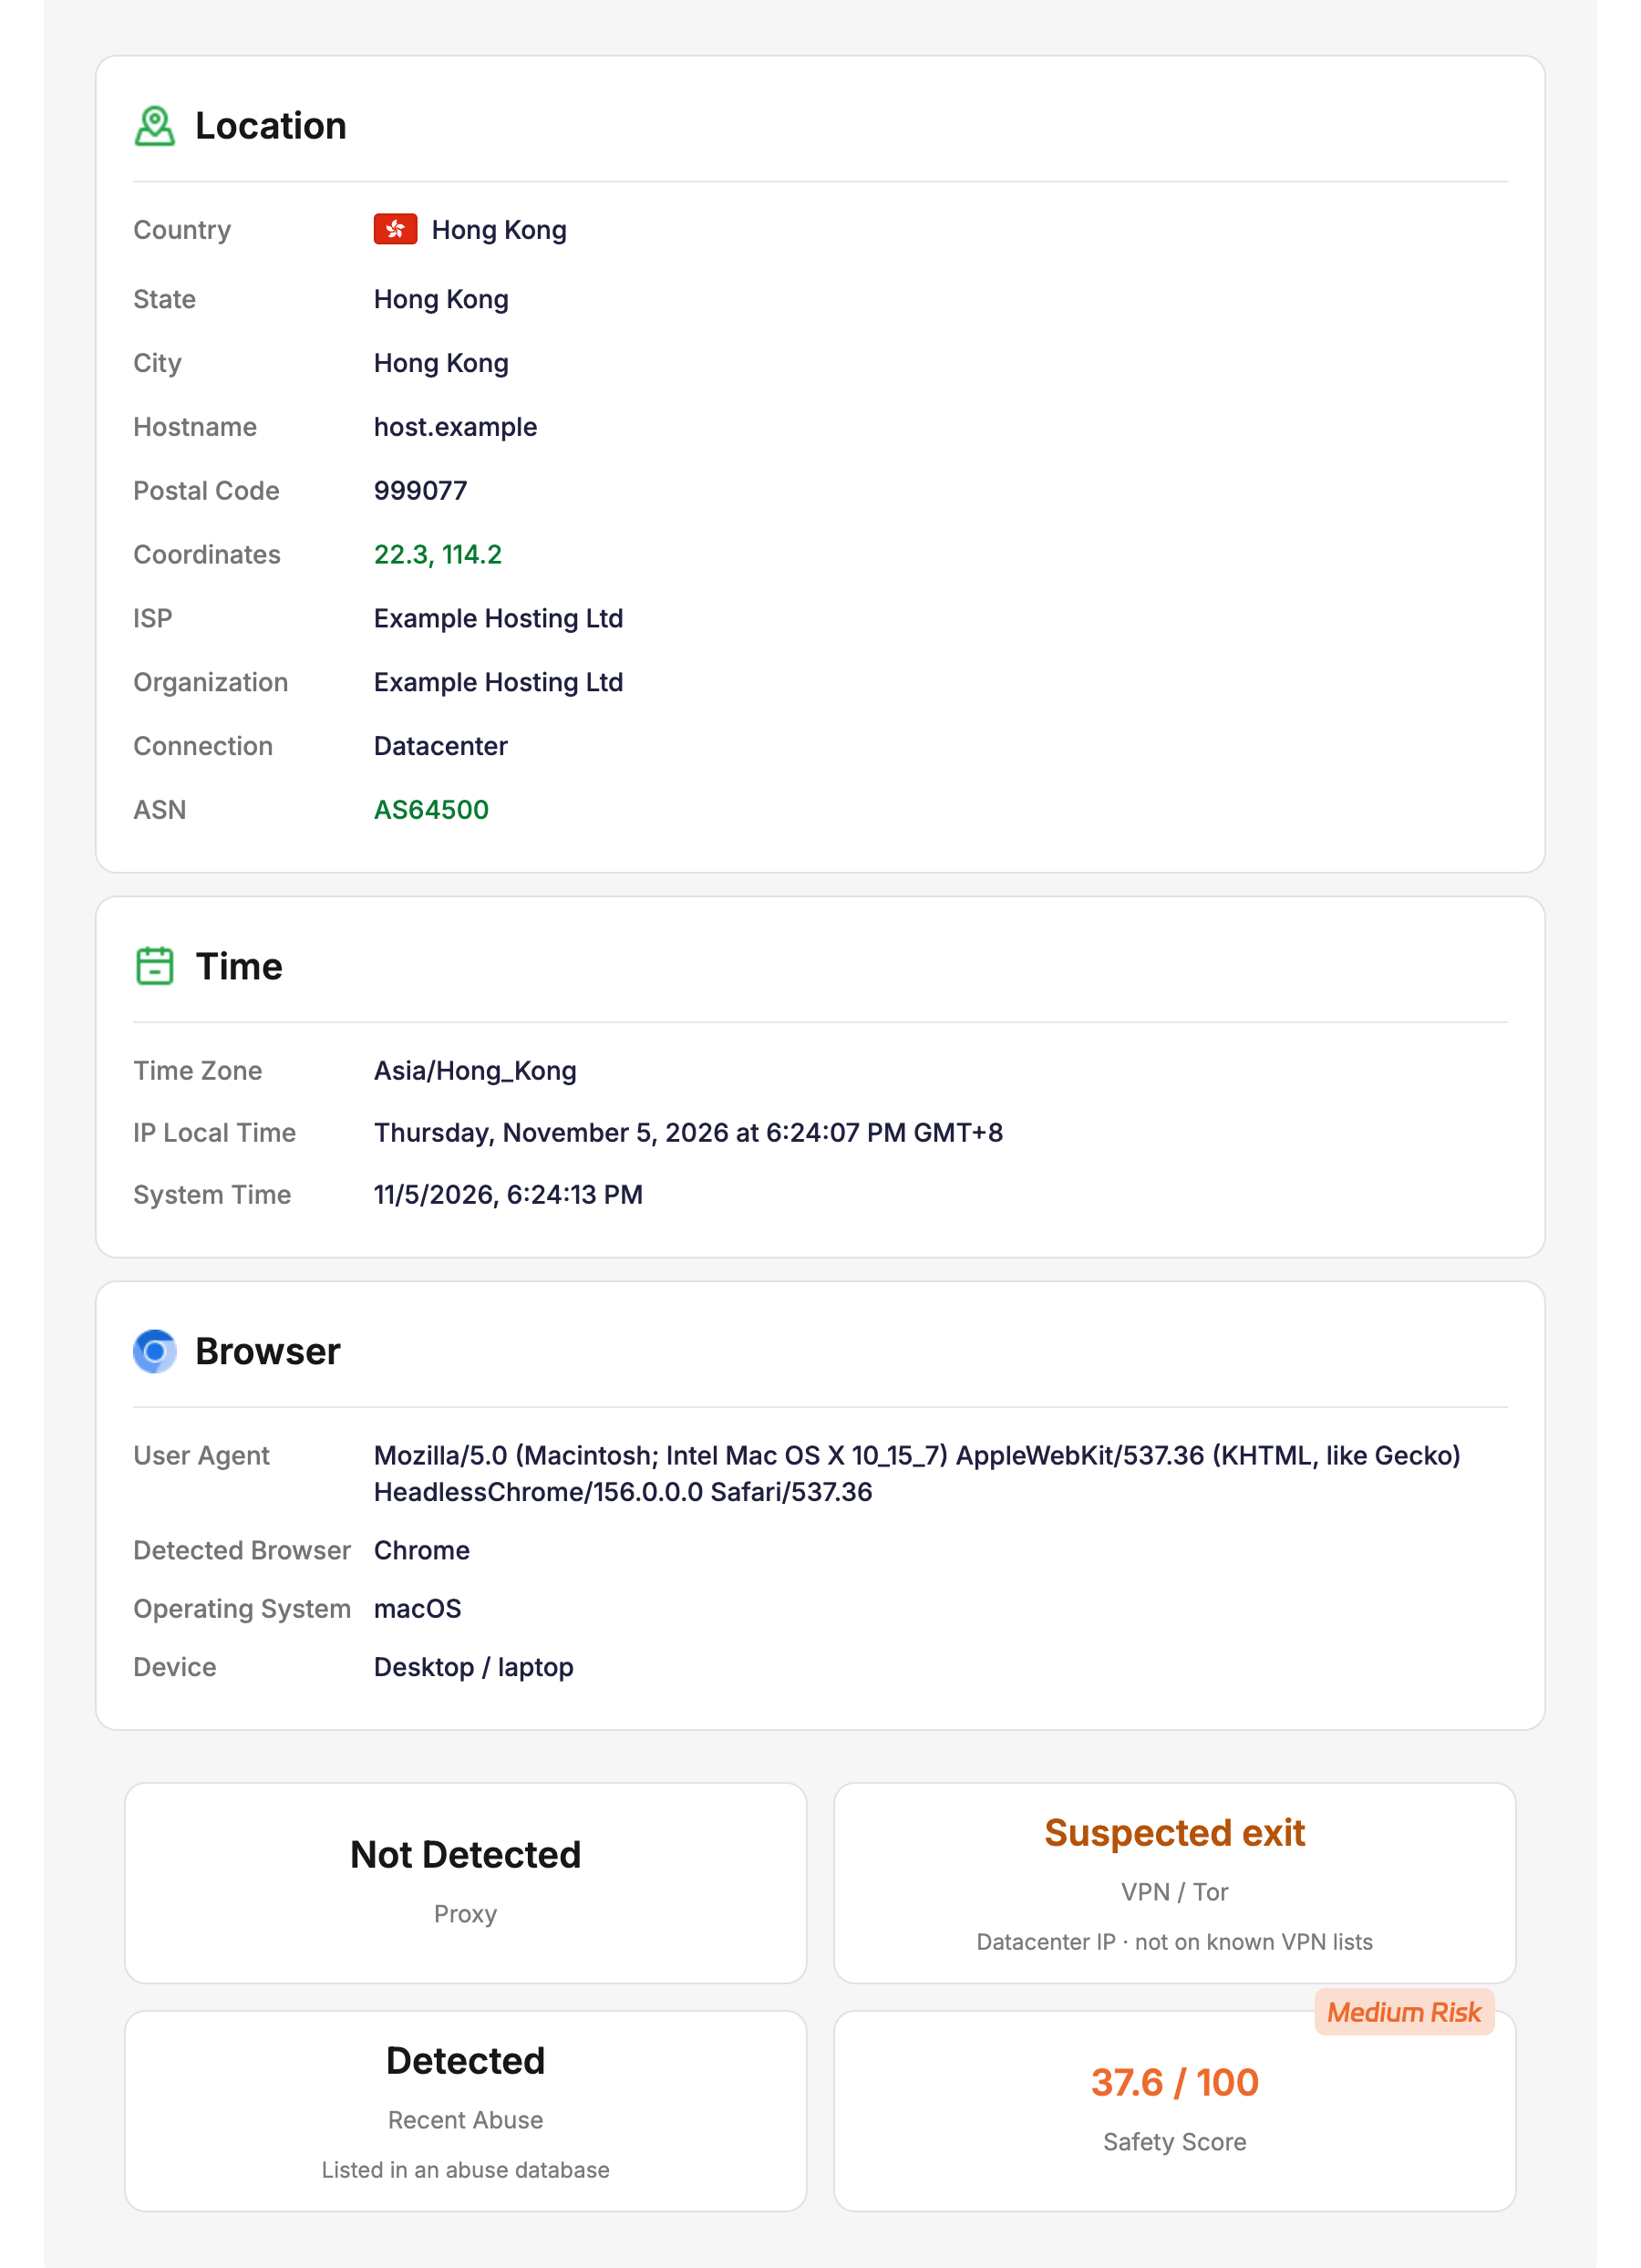 Location
Country Hong Kong
State Hong Kong
City Hong Kong
Hostname host.example
Postal Code 999077
Coordinates 22.3, 114.2
ISP Example Hosting Ltd
Organization Example Hosting Ltd
Connection Datacenter
ASN AS64500
Time
Time Zone Asia/Hong_Kong
IP Local Time Thursday, November 5, 2026 at 6:24:07 PM GMT+8
System Time 11/5/2026, 6:24:13 PM
Browser
User Agent Mozilla/5.0 (Macintosh; Intel Mac OS X 10_15_7) AppleWebKit/537.36 (KHTML, like Gecko)
HeadlessChrome/156.0.0.0 Safari/537.36
Detected Browser Chrome
Operating System macOS
Device Desktop / laptop
Not Detected
Proxy
Suspected exit
VPN / Tor
Datacenter IP · not on known VPN lists
Detected
Recent Abuse
Listed in an abuse database
Medium Risk
37.6 / 100
Safety Score